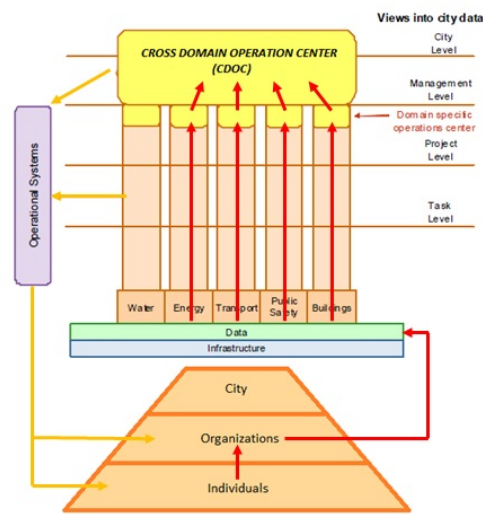 Views into city data
City
Level
CROSS DOMAIN OPERATION CENTER
(CDOC)
Management
Level
Domain specific
operations center
Project
Level
Operational Systems
Task
Level
Water
Energy
Transport
Public
Safety
Buildings
Data
Infrastructure
City
Organizations
Individuals